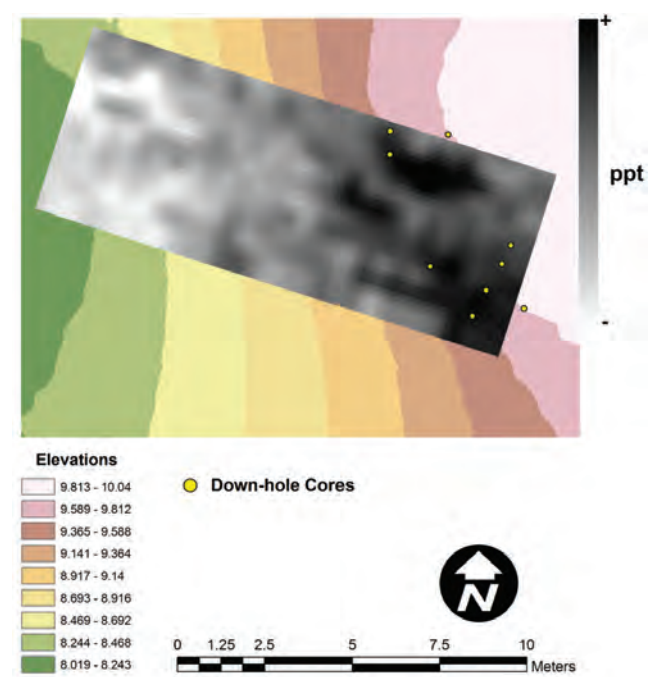 +
ppt
-
Elevations
9.813 - 10.04
9.589 - 9.812
9.365 - 9.588
9.141 - 9.364
8.917 - 9.14
8.693 - 8.916
8.469 - 8.692
8.244 - 8.468
8.019 - 8.243
Down-hole Cores
N
0 1.25 2.5 5 7.5 10
Meters